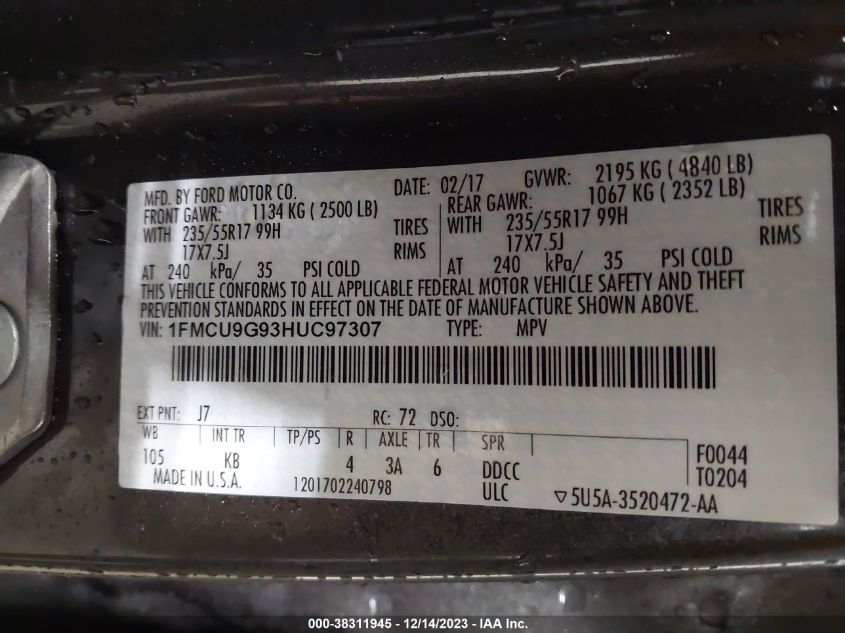 MFD. BY FORD MOTOR CO. DATE: 02/17 GVWR: 2195 KG ( 4840 LB)
FRONT GAWR: 1134 KG ( 2500 LB) REAR GAWR: 1067 KG ( 2352 LB)
WITH 235/55R17 99H TIRES WITH 235/55R17 99H TIRES
17X7.5J RIMS 17X7.5J RIMS
AT 240 kPa/ 35 PSI COLD AT 240 kPa/ 35 PSI COLD
THIS VEHICLE CONFORMS TO ALL APPLICABLE FEDERAL MOTOR VEHICLE SAFETY AND THEFT
PREVENTION STANDARDS IN EFFECT ON THE DATE OF MANUFACTURE SHOWN ABOVE.
VIN: 1FMCU9G93HUC97307 TYPE: MPV
EXT PNT: J7 RC: 72 DSO:
WB INT TR TP/PS R AXLE TR SPR
105 KB 4 3A 6 DDCC F0044
MADE IN U.S.A. 1201702240798 ULC T0204
▽5U5A-3520472-AA
000-38311945 - 12/14/2023 - IAA Inc.